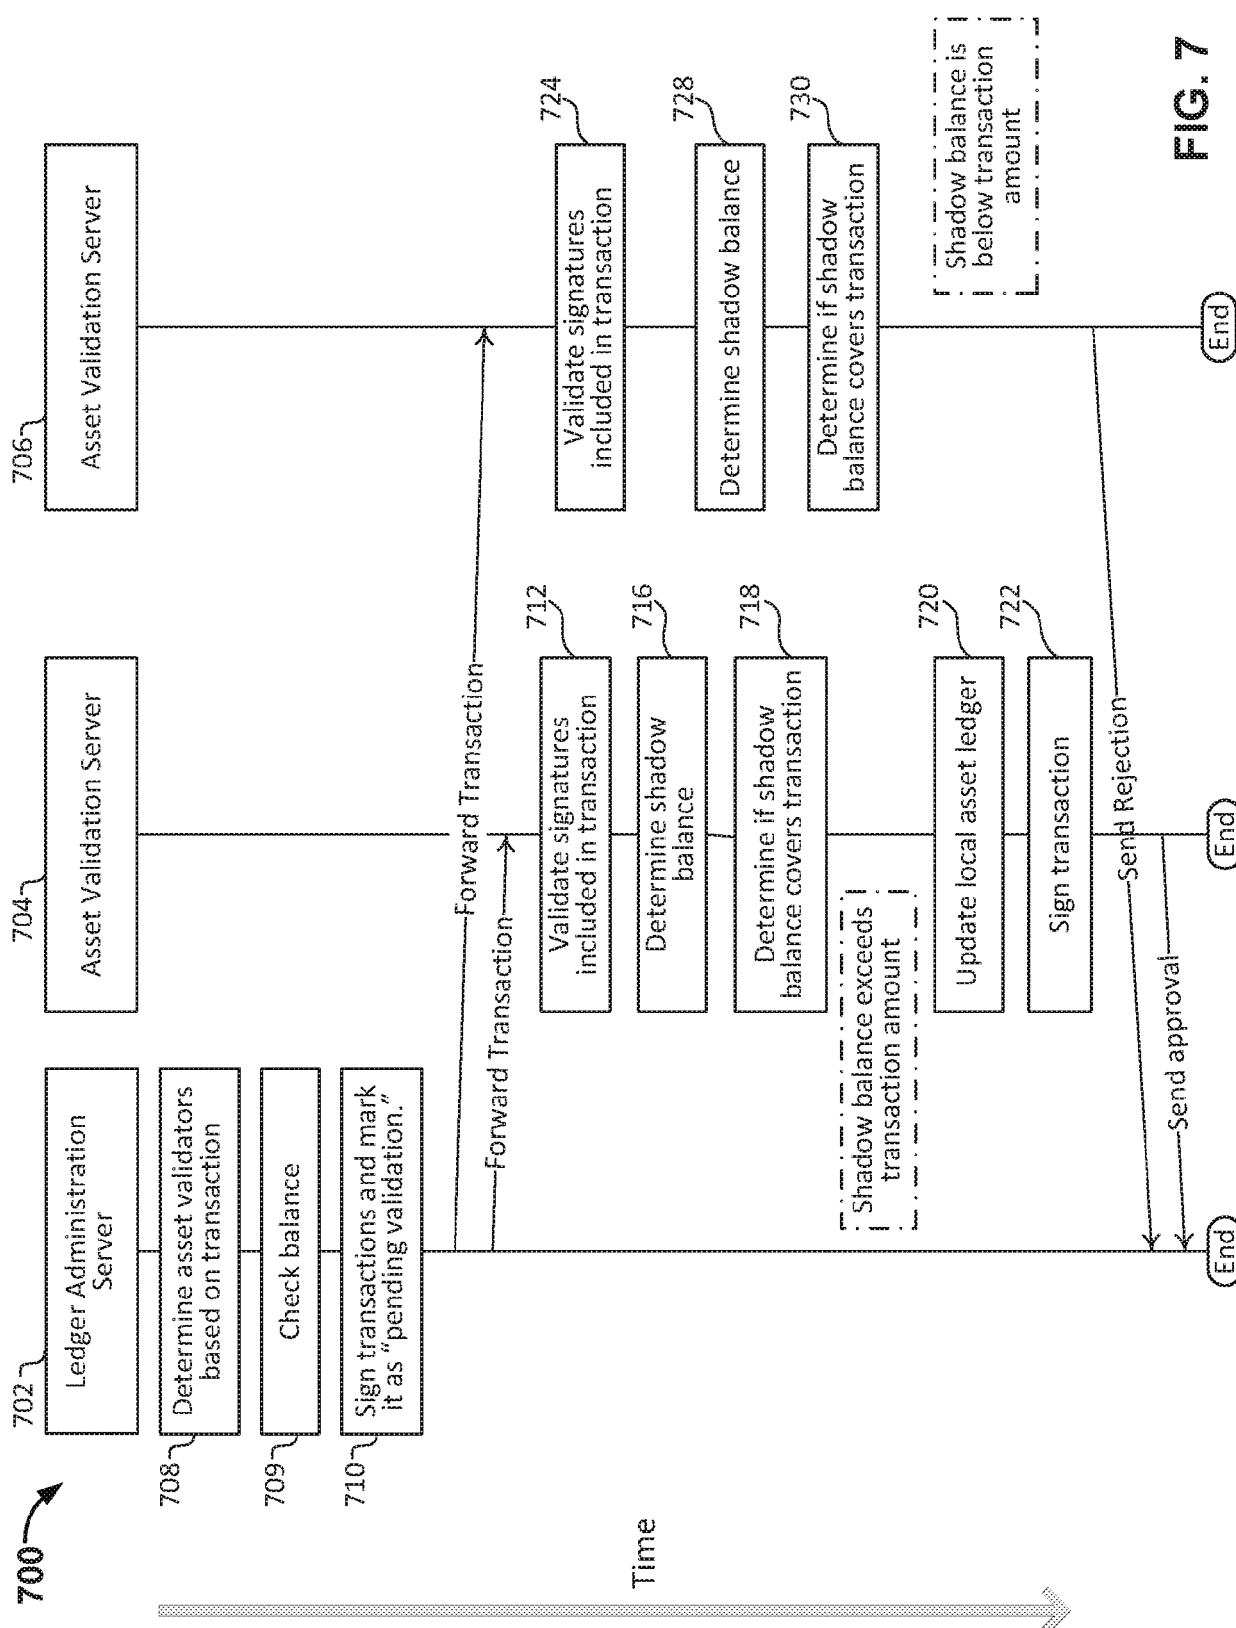 700
702
Ledger Administration
Server
704
Asset Validation Server
706
Asset Validation Server
708
Determine asset validators
based on transaction
709
Check balance
710
Sign transactions and mark
it as “pending validation.”
Forward Transaction
Forward Transaction
712
Validate signatures
included in transaction
716
Determine shadow
balance
718
Determine if shadow
balance covers transaction
Shadow balance exceeds
transaction amount
720
Update local asset ledger
722
Sign transaction
724
Validate signatures
included in transaction
728
Determine shadow balance
730
Determine if shadow
balance covers transaction
Shadow balance is
below transaction
amount
Send Rejection
Send approval
End
End
End
Time
FIG. 7